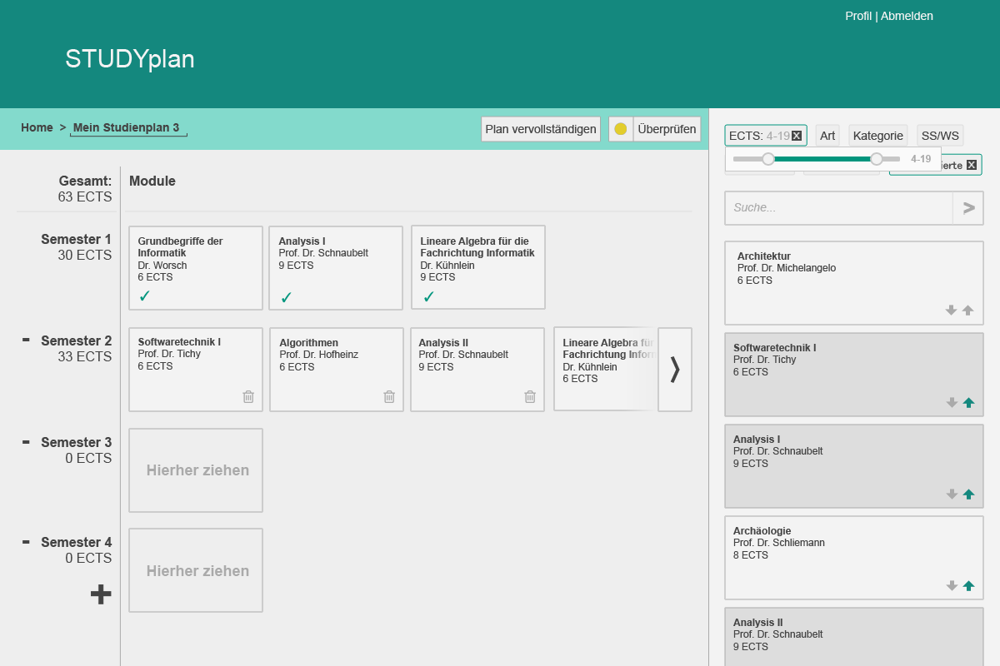 Profil | Abmelden
STUDYplan
Home > Mein Studienplan 3
Plan vervollständigen
Überprüfen
Gesamt:
63 ECTS
Module
Semester 1
30 ECTS
Grundbegriffe der
Informatik
Dr. Worsch
6 ECTS
✓
Analysis I
Prof. Dr. Schnaubelt
9 ECTS
✓
Lineare Algebra für die
Fachrichtung Informatik
Dr. Kühnlein
9 ECTS
✓
- Semester 2
33 ECTS
Softwaretechnik I
Prof. Dr. Tichy
6 ECTS
Algorithmen
Prof. Dr. Hofheinz
6 ECTS
Analysis II
Prof. Dr. Schnaubelt
9 ECTS
Lineare Algebra für
Fachrichtung Infor
Dr. Kühnlein
6 ECTS
- Semester 3
0 ECTS
Hierher ziehen
- Semester 4
0 ECTS
Hierher ziehen
+
ECTS: 4-19 X
Art
Kategorie
SS/WS
4-19
ierte X
Suche...
>
Architektur
Prof. Dr. Michelangelo
6 ECTS
Softwaretechnik I
Prof. Dr. Tichy
6 ECTS
Analysis I
Prof. Dr. Schnaubelt
9 ECTS
Archäologie
Prof. Dr. Schliemann
8 ECTS
Analysis II
Prof. Dr. Schnaubelt
9 ECTS